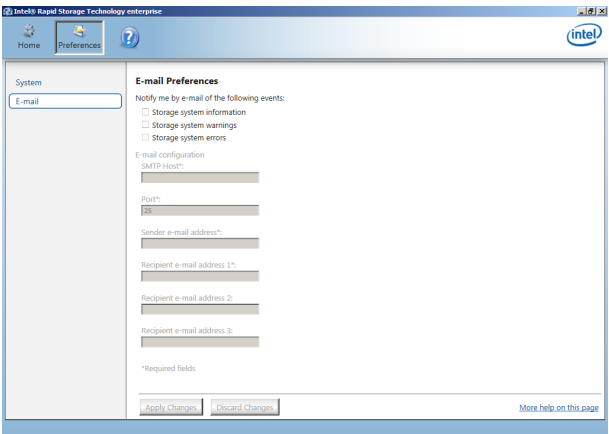 Intel® Rapid Storage Technology enterprise
Home
Preferences
?
intel
System
E-mail
E-mail Preferences
Notify me by e-mail of the following events:
Storage system information
Storage system warnings
Storage system errors
E-mail configuration
SMTP Host*:
Port*:
25
Sender e-mail address*:
Recipient e-mail address 1*:
Recipient e-mail address 2:
Recipient e-mail address 3:
*Required fields
Apply Changes
Discard Changes
More help on this page